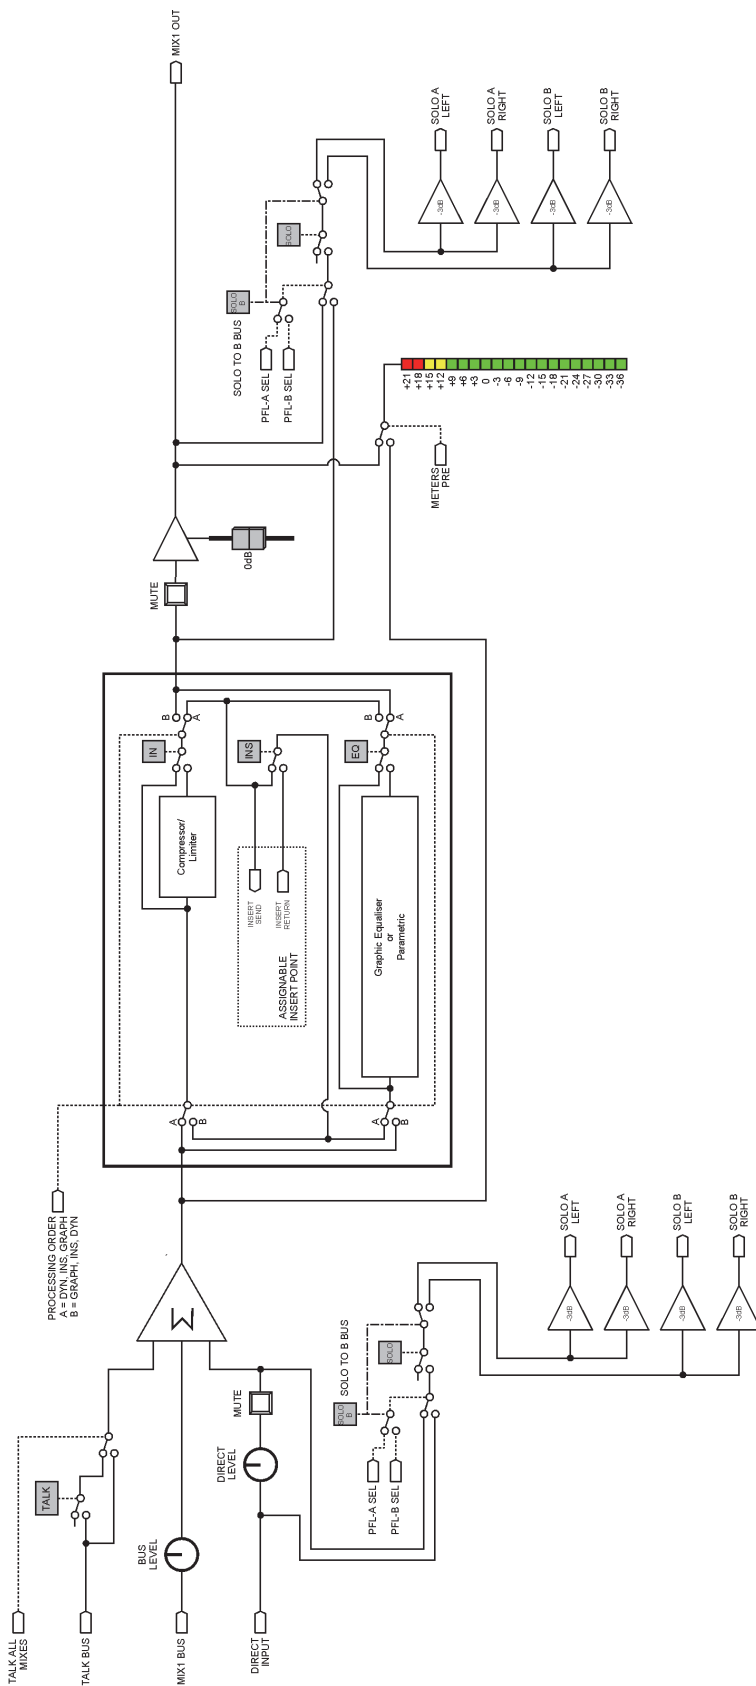 TALK ALL
MIXES
TALK BUS
MIX1 BUS
DIRECT
INPUT
TALK
BUS
LEVEL
DIRECT
LEVEL
MUTE
Σ
PFL-A SEL
PFL-B SEL
SOLO
B
SOLO TO B BUS
SOLO
-3dB
-3dB
-3dB
-3dB
SOLO A
LEFT
SOLO A
RIGHT
SOLO B
LEFT
SOLO B
RIGHT
PROCESSING ORDER
A = DYN, INS, GRAPH
B = GRAPH, INS, DYN
A
B
A
B
Compressor/
Limiter
ASSIGNABLE
INSERT POINT
INSERT
SEND
INSERT
RETURN
Graphic Equaliser
or
Parametric
IN
INS
EQ
B
A
B
A
MUTE
0dB
METERS
PRE
+21
+18
+15
+12
+9
+6
+3
0
-3
-6
-9
-12
-15
-18
-21
-24
-27
-30
-33
-36
PFL-A SEL
PFL-B SEL
SOLO TO B BUS
SOLO
B
SOLO
-3dB
-3dB
-3dB
-3dB
SOLO A
LEFT
SOLO A
RIGHT
SOLO B
LEFT
SOLO B
RIGHT
MIX1 OUT